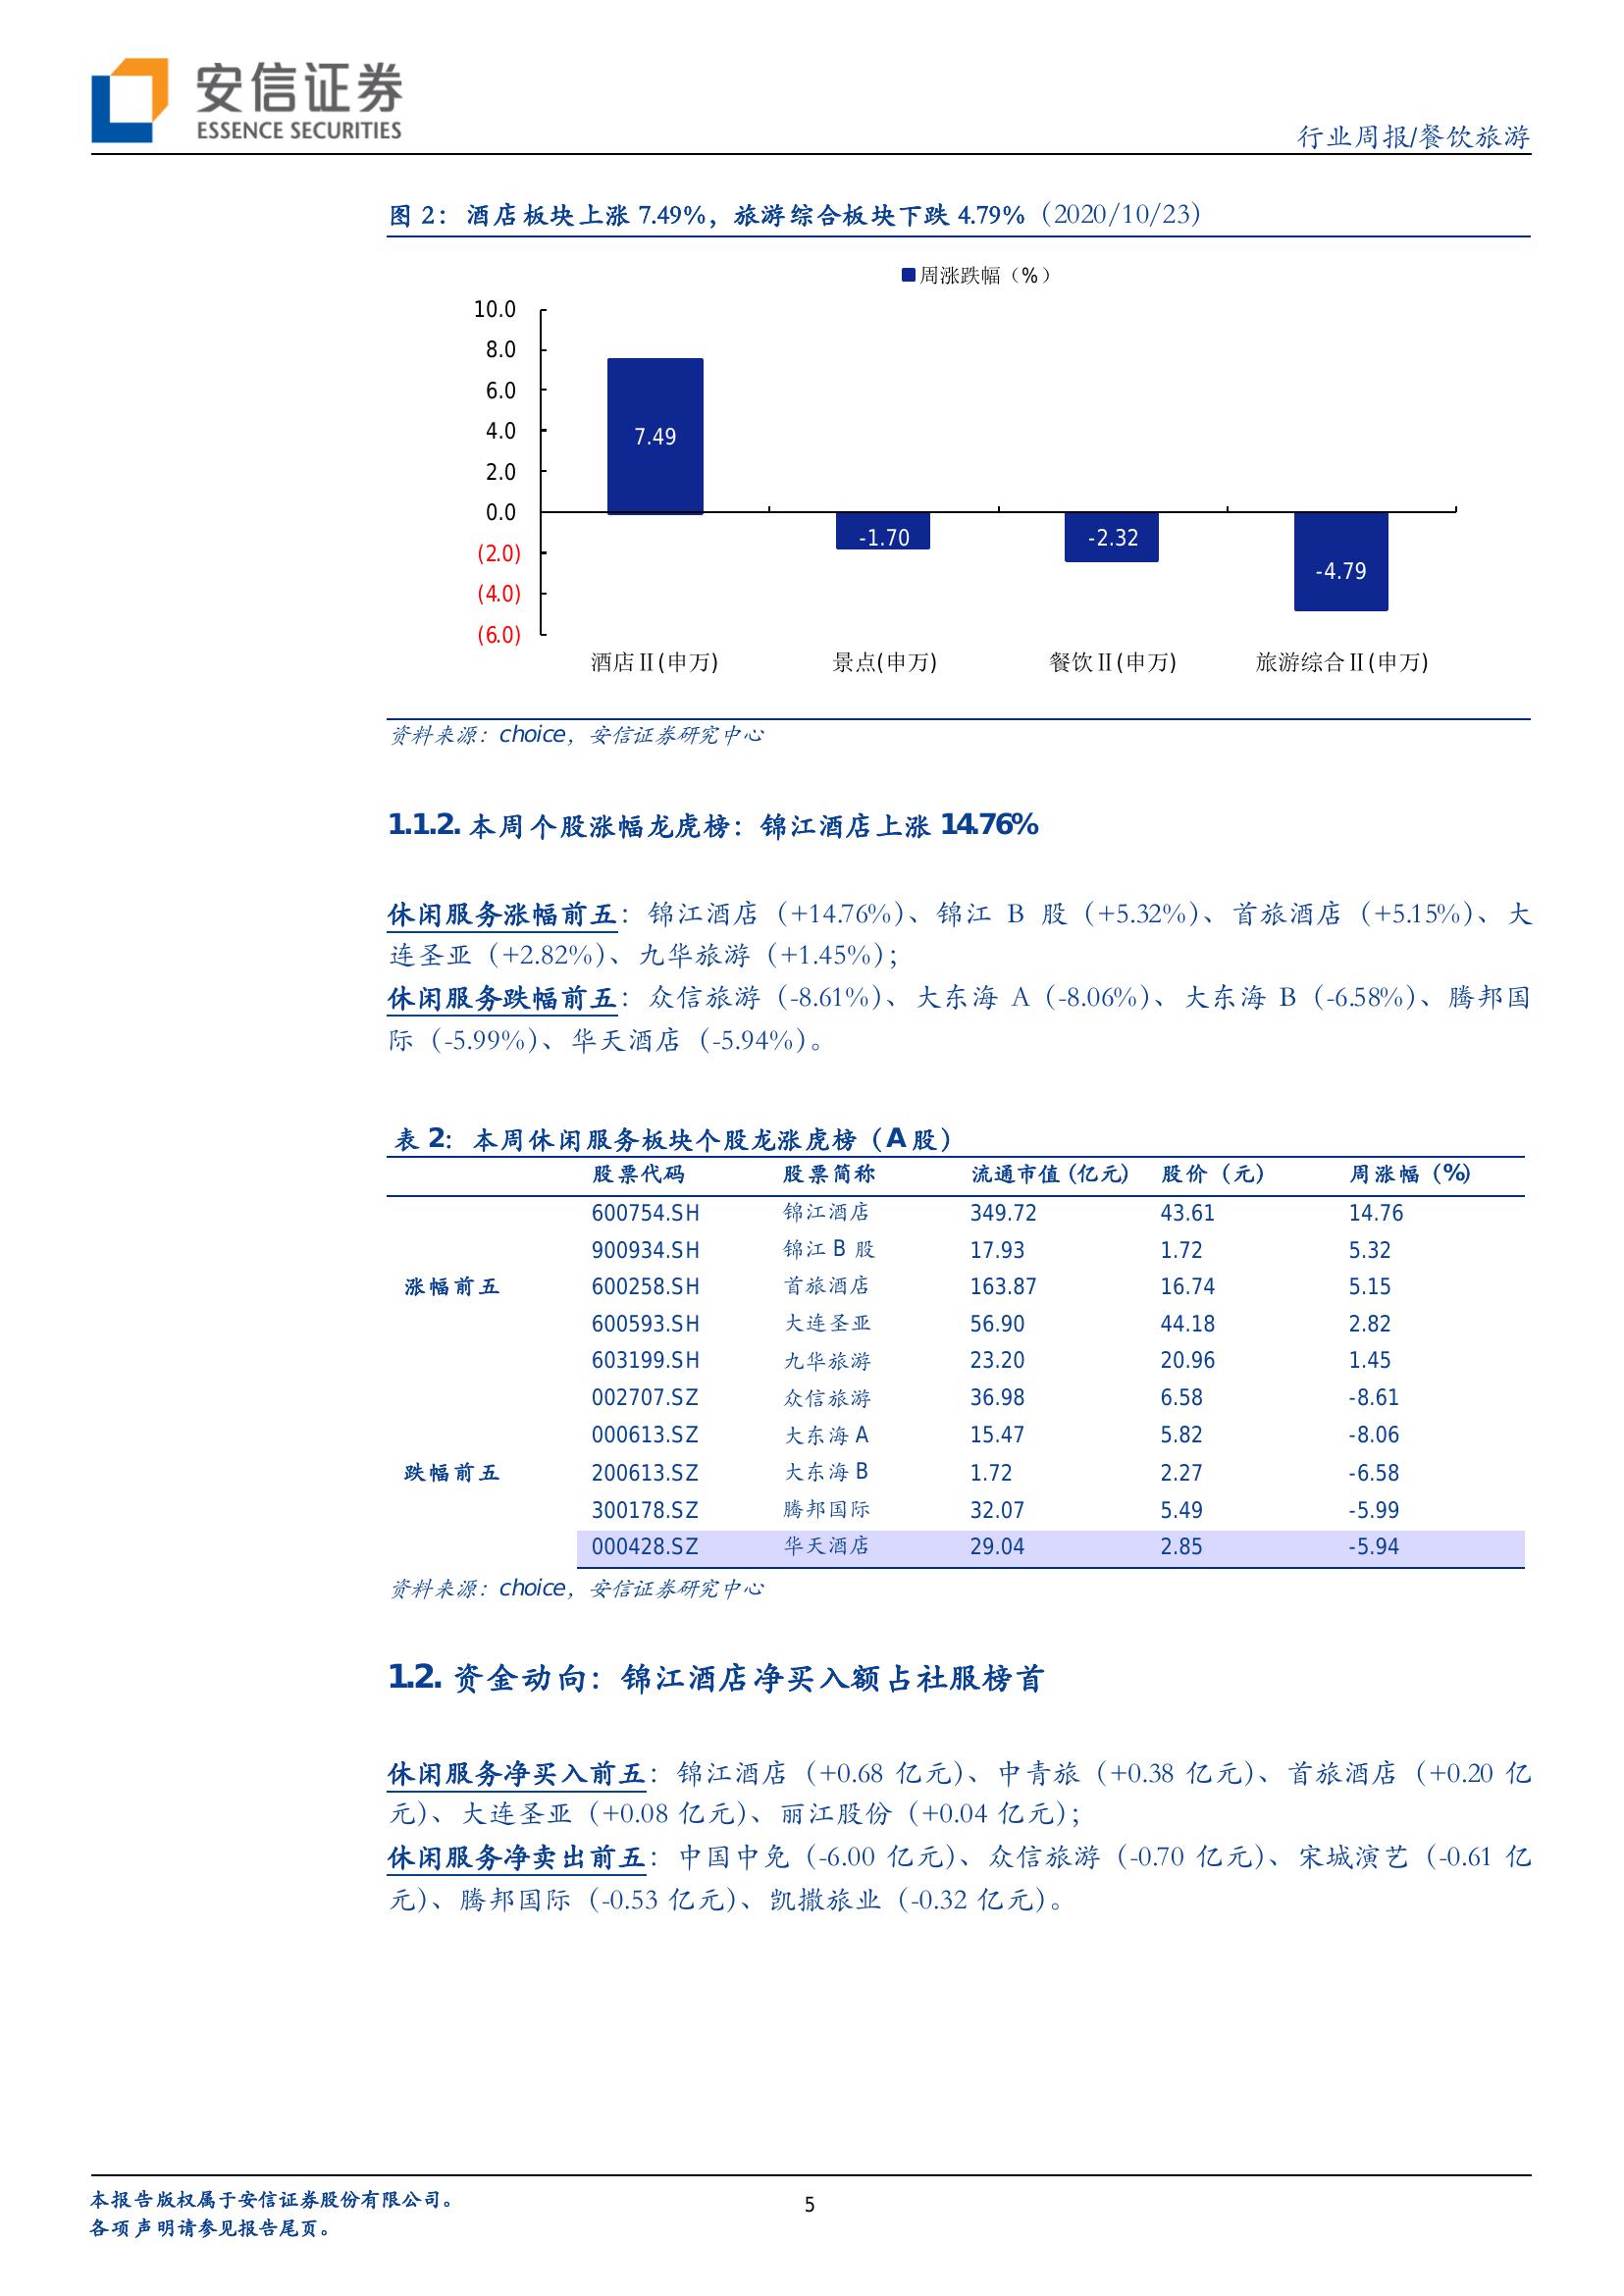 安信证券
ESSENCE SECURITIES
行业周报/餐饮旅游
图 2：酒店板块上涨 7.49%，旅游综合板块下跌 4.79%（2020/10/23）
周涨跌幅（%）
10.0
8.0
6.0
4.0
2.0
0.0
(2.0)
(4.0)
(6.0)
7.49
-1.70
-2.32
-4.79
酒店Ⅱ(申万) 景点(申万) 餐饮Ⅱ(申万) 旅游综合Ⅱ(申万)
资料来源：choice，安信证券研究中心
1.1.2. 本周个股涨幅龙虎榜：锦江酒店上涨 14.76%
休闲服务涨幅前五：锦江酒店（+14.76%）、锦江 B 股（+5.32%）、首旅酒店（+5.15%）、大
连圣亚（+2.82%）、九华旅游（+1.45%）；
休闲服务跌幅前五：众信旅游（-8.61%）、大东海 A（-8.06%）、大东海 B（-6.58%）、腾邦国
际（-5.99%）、华天酒店（-5.94%）。
表 2：本周休闲服务板块个股龙涨虎榜（A 股）
股票代码 股票简称 流通市值(亿元) 股价（元） 周涨幅（%）
600754.SH 锦江酒店 349.72 43.61 14.76
900934.SH 锦江 B 股 17.93 1.72 5.32
涨幅前五 600258.SH 首旅酒店 163.87 16.74 5.15
600593.SH 大连圣亚 56.90 44.18 2.82
603199.SH 九华旅游 23.20 20.96 1.45
002707.SZ 众信旅游 36.98 6.58 -8.61
000613.SZ 大东海 A 15.47 5.82 -8.06
跌幅前五 200613.SZ 大东海 B 1.72 2.27 -6.58
300178.SZ 腾邦国际 32.07 5.49 -5.99
000428.SZ 华天酒店 29.04 2.85 -5.94
资料来源：choice，安信证券研究中心
1.2. 资金动向：锦江酒店净买入额占社服榜首
休闲服务净买入前五：锦江酒店（+0.68 亿元）、中青旅（+0.38 亿元）、首旅酒店（+0.20 亿
元）、大连圣亚（+0.08 亿元）、丽江股份（+0.04 亿元）；
休闲服务净卖出前五：中国中免（-6.00 亿元）、众信旅游（-0.70 亿元）、宋城演艺（-0.61 亿
元）、腾邦国际（-0.53 亿元）、凯撒旅业（-0.32 亿元）。
本报告版权属于安信证券股份有限公司。
各项声明请参见报告尾页。
5